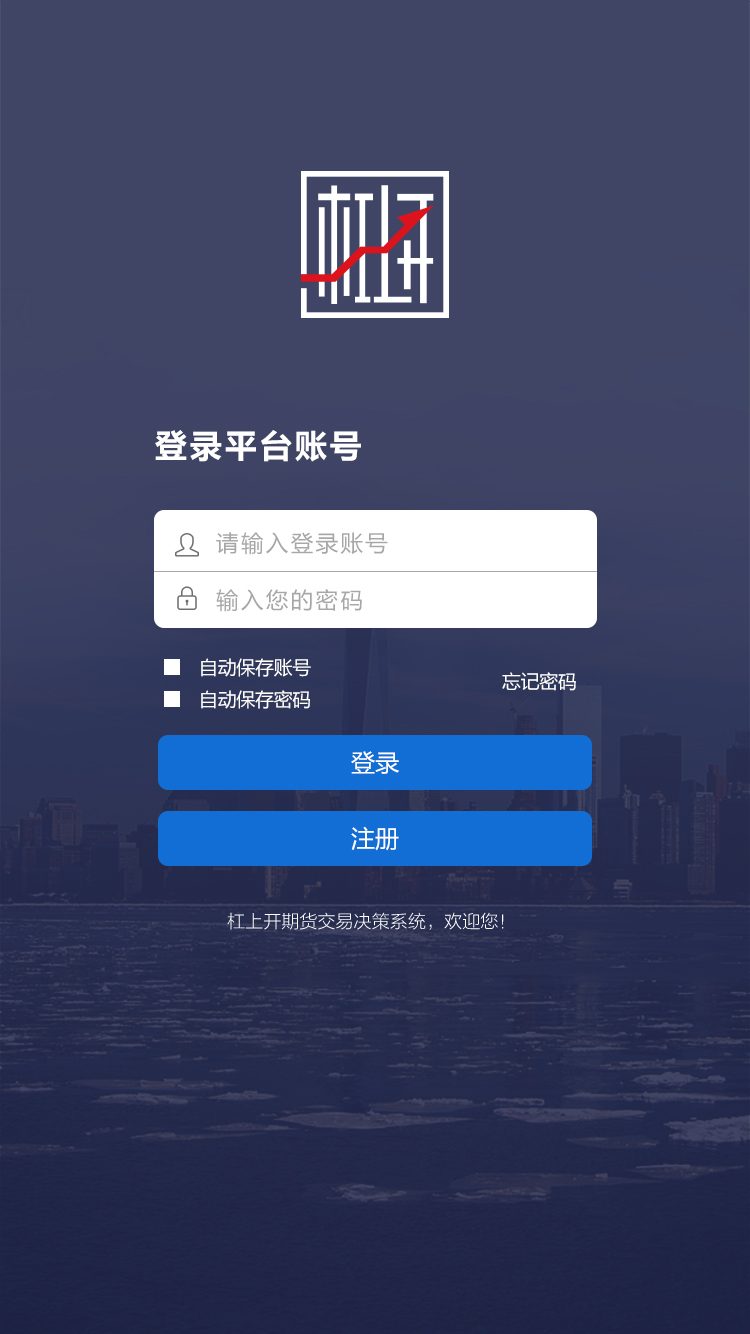 杠上开
登录平台账号
请输入登录账号
输入您的密码
自动保存账号
忘记密码
自动保存密码
登录
注册
杠上开期货交易决策系统，欢迎您！